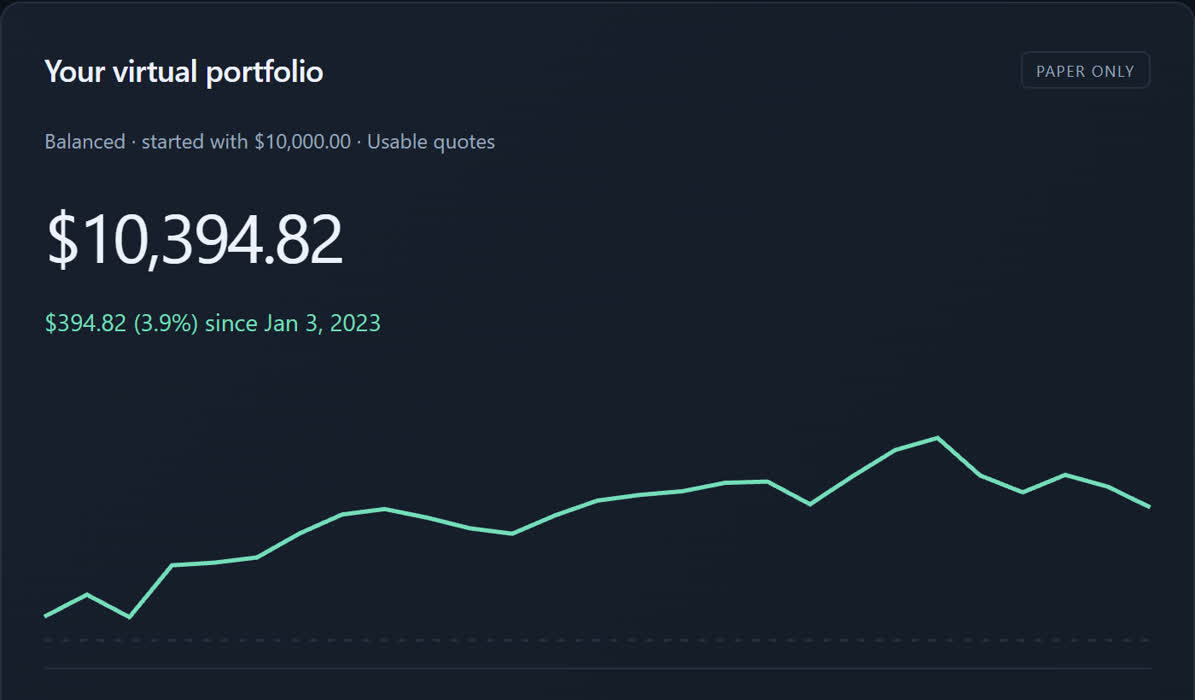 Your virtual portfolio
PAPER ONLY
Balanced · started with $10,000.00 · Usable quotes
$10,394.82
$394.82 (3.9%) since Jan 3, 2023